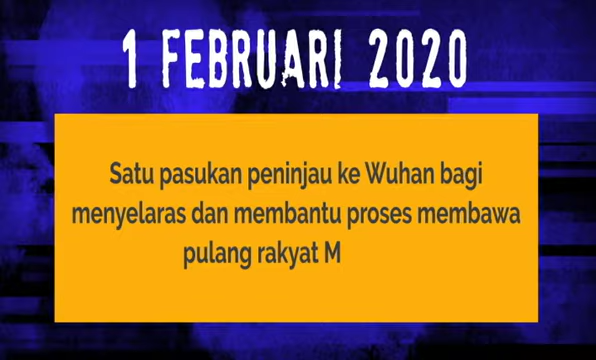 1 FEBRUARI 2020
Satu pasukan peninjau ke Wuhan bagi
menyelaras dan membantu proses membawa
pulang rakyat M